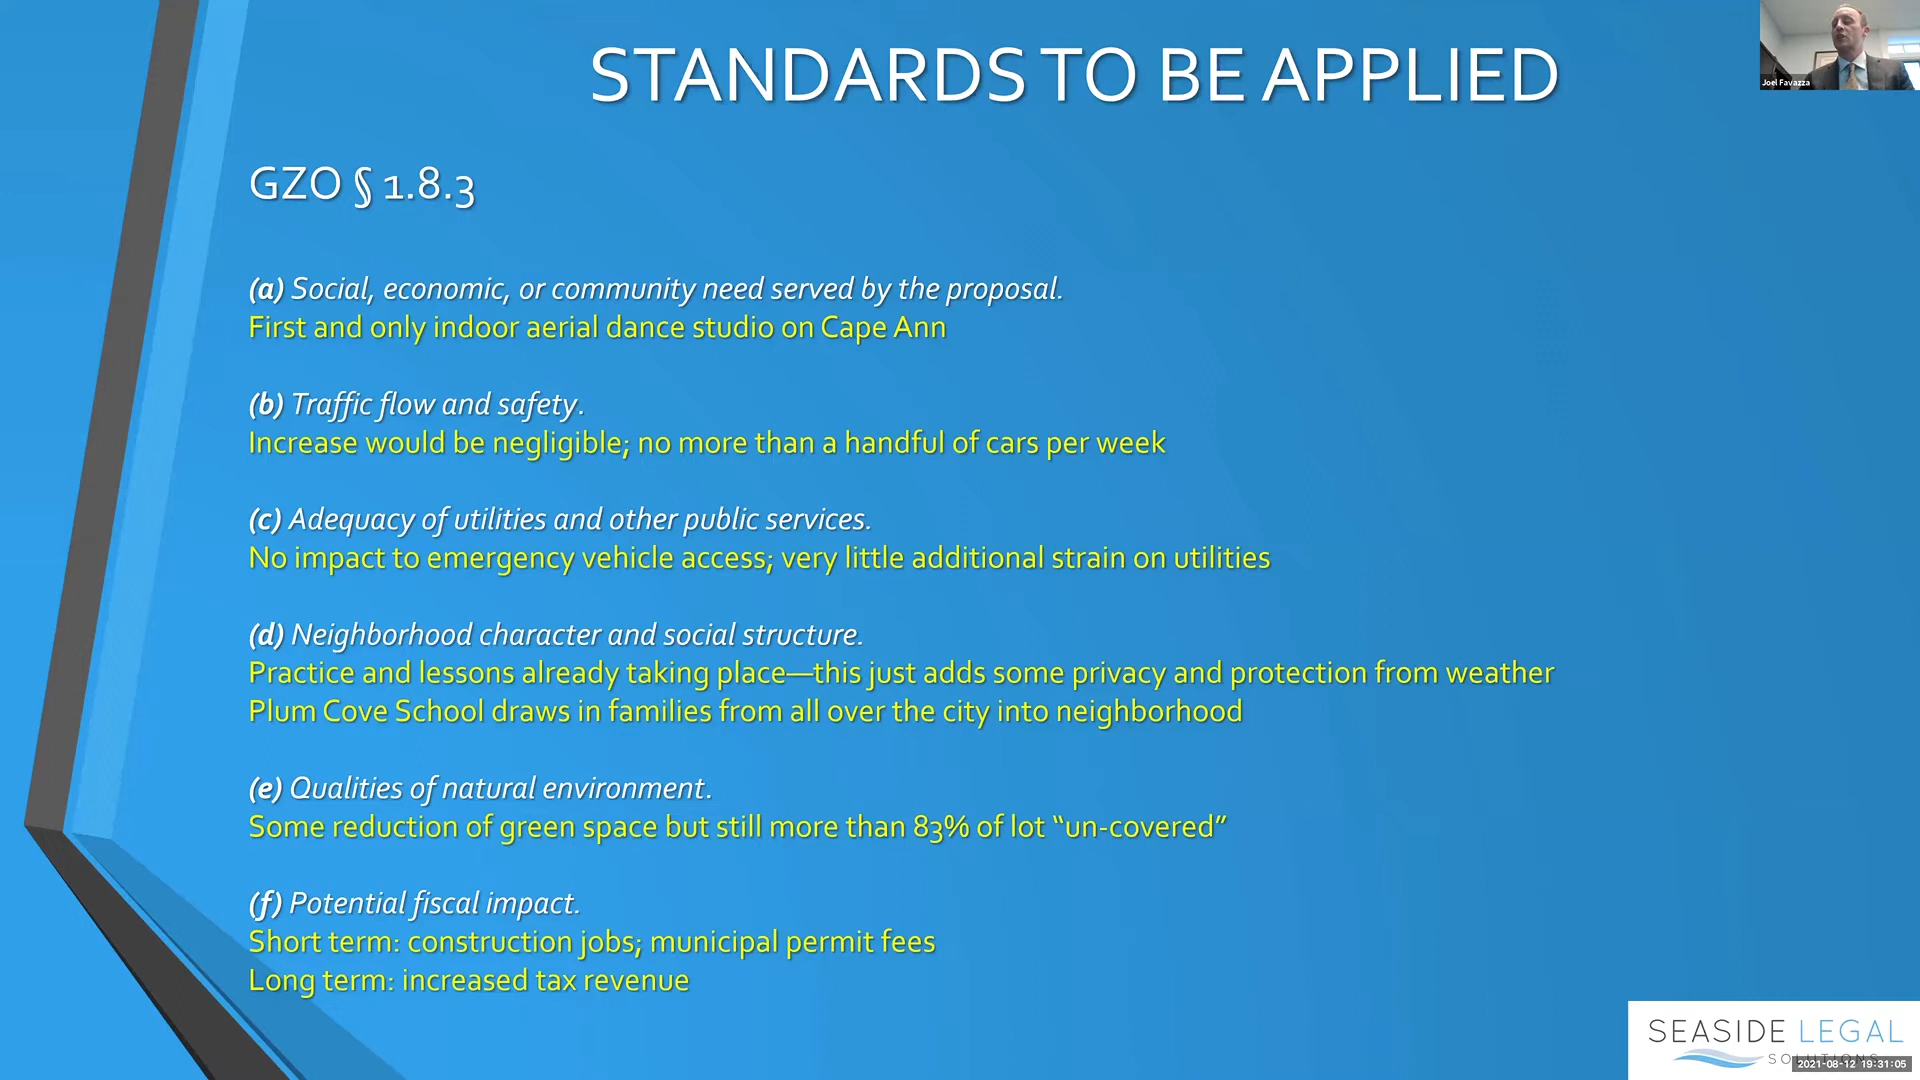 STANDARDS TO BE APPLIED
Joel Favazza
GZO § 1.8.3
(a) Social, economic, or community need served by the proposal.
First and only indoor aerial dance studio on Cape Ann
(b) Traffic flow and safety.
Increase would be negligible; no more than a handful of cars per week
(c) Adequacy of utilities and other public services.
No impact to emergency vehicle access; very little additional strain on utilities
(d) Neighborhood character and social structure.
Practice and lessons already taking place—this just adds some privacy and protection from weather
Plum Cove School draws in families from all over the city into neighborhood
(e) Qualities of natural environment.
Some reduction of green space but still more than 83% of lot “un-covered”
(f) Potential fiscal impact.
Short term: construction jobs; municipal permit fees
Long term: increased tax revenue
SEASIDE LEGAL
SOLUTIONS
2021-08-12 19:31:05